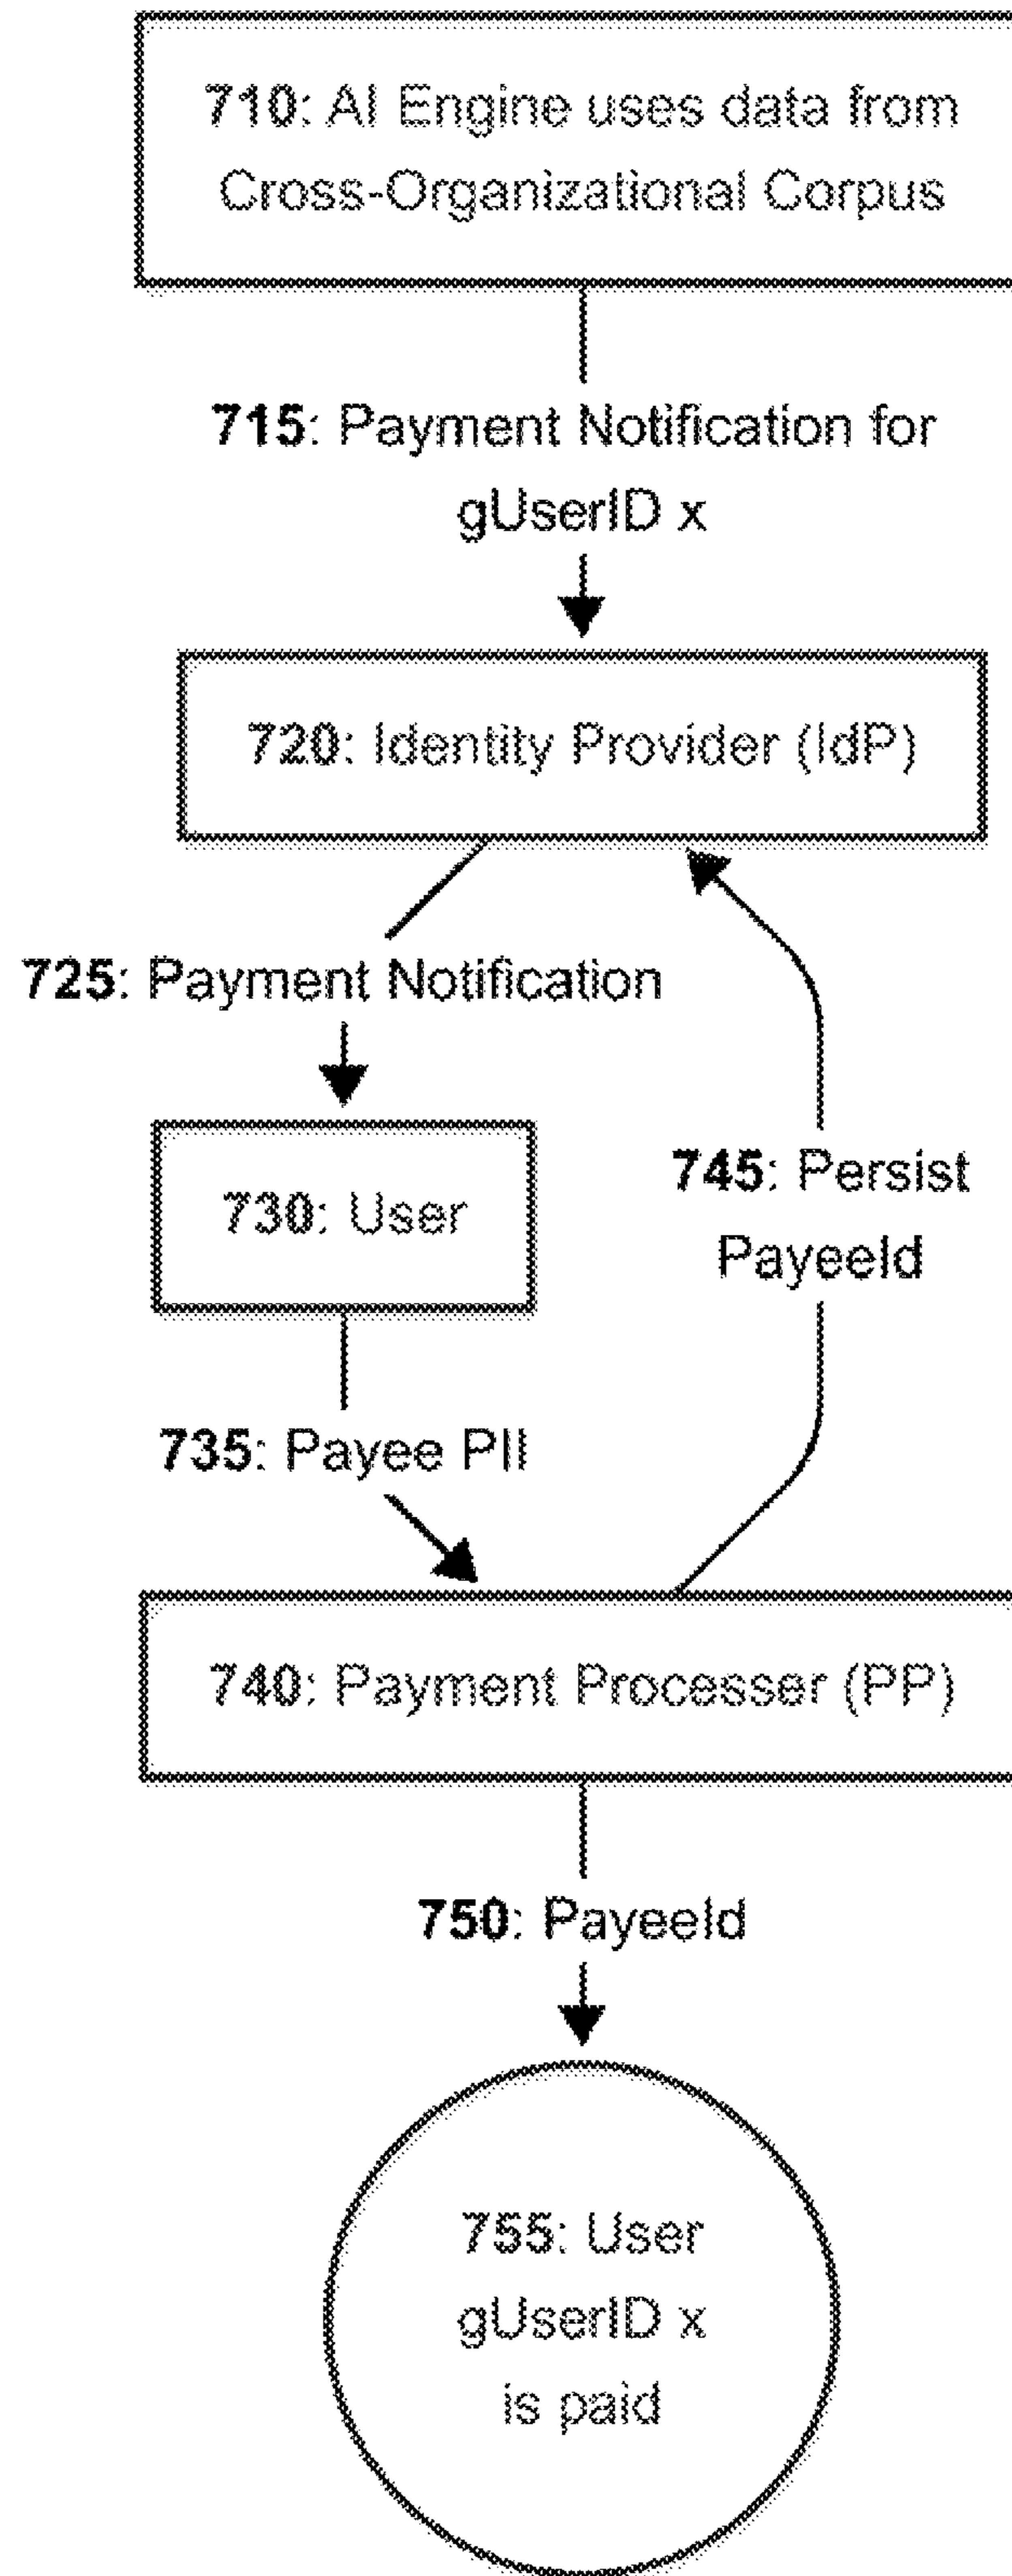 710: AI Engine uses data from
Cross-Organizational Corpus
715: Payment Notification for
gUserID x
720: Identity Provider (IdP)
725: Payment Notification
730: User
745: Persist
PayeeId
735: Payee PII
740: Payment Processer (PP)
750: PayeeId
755: User
gUserID x
is paid